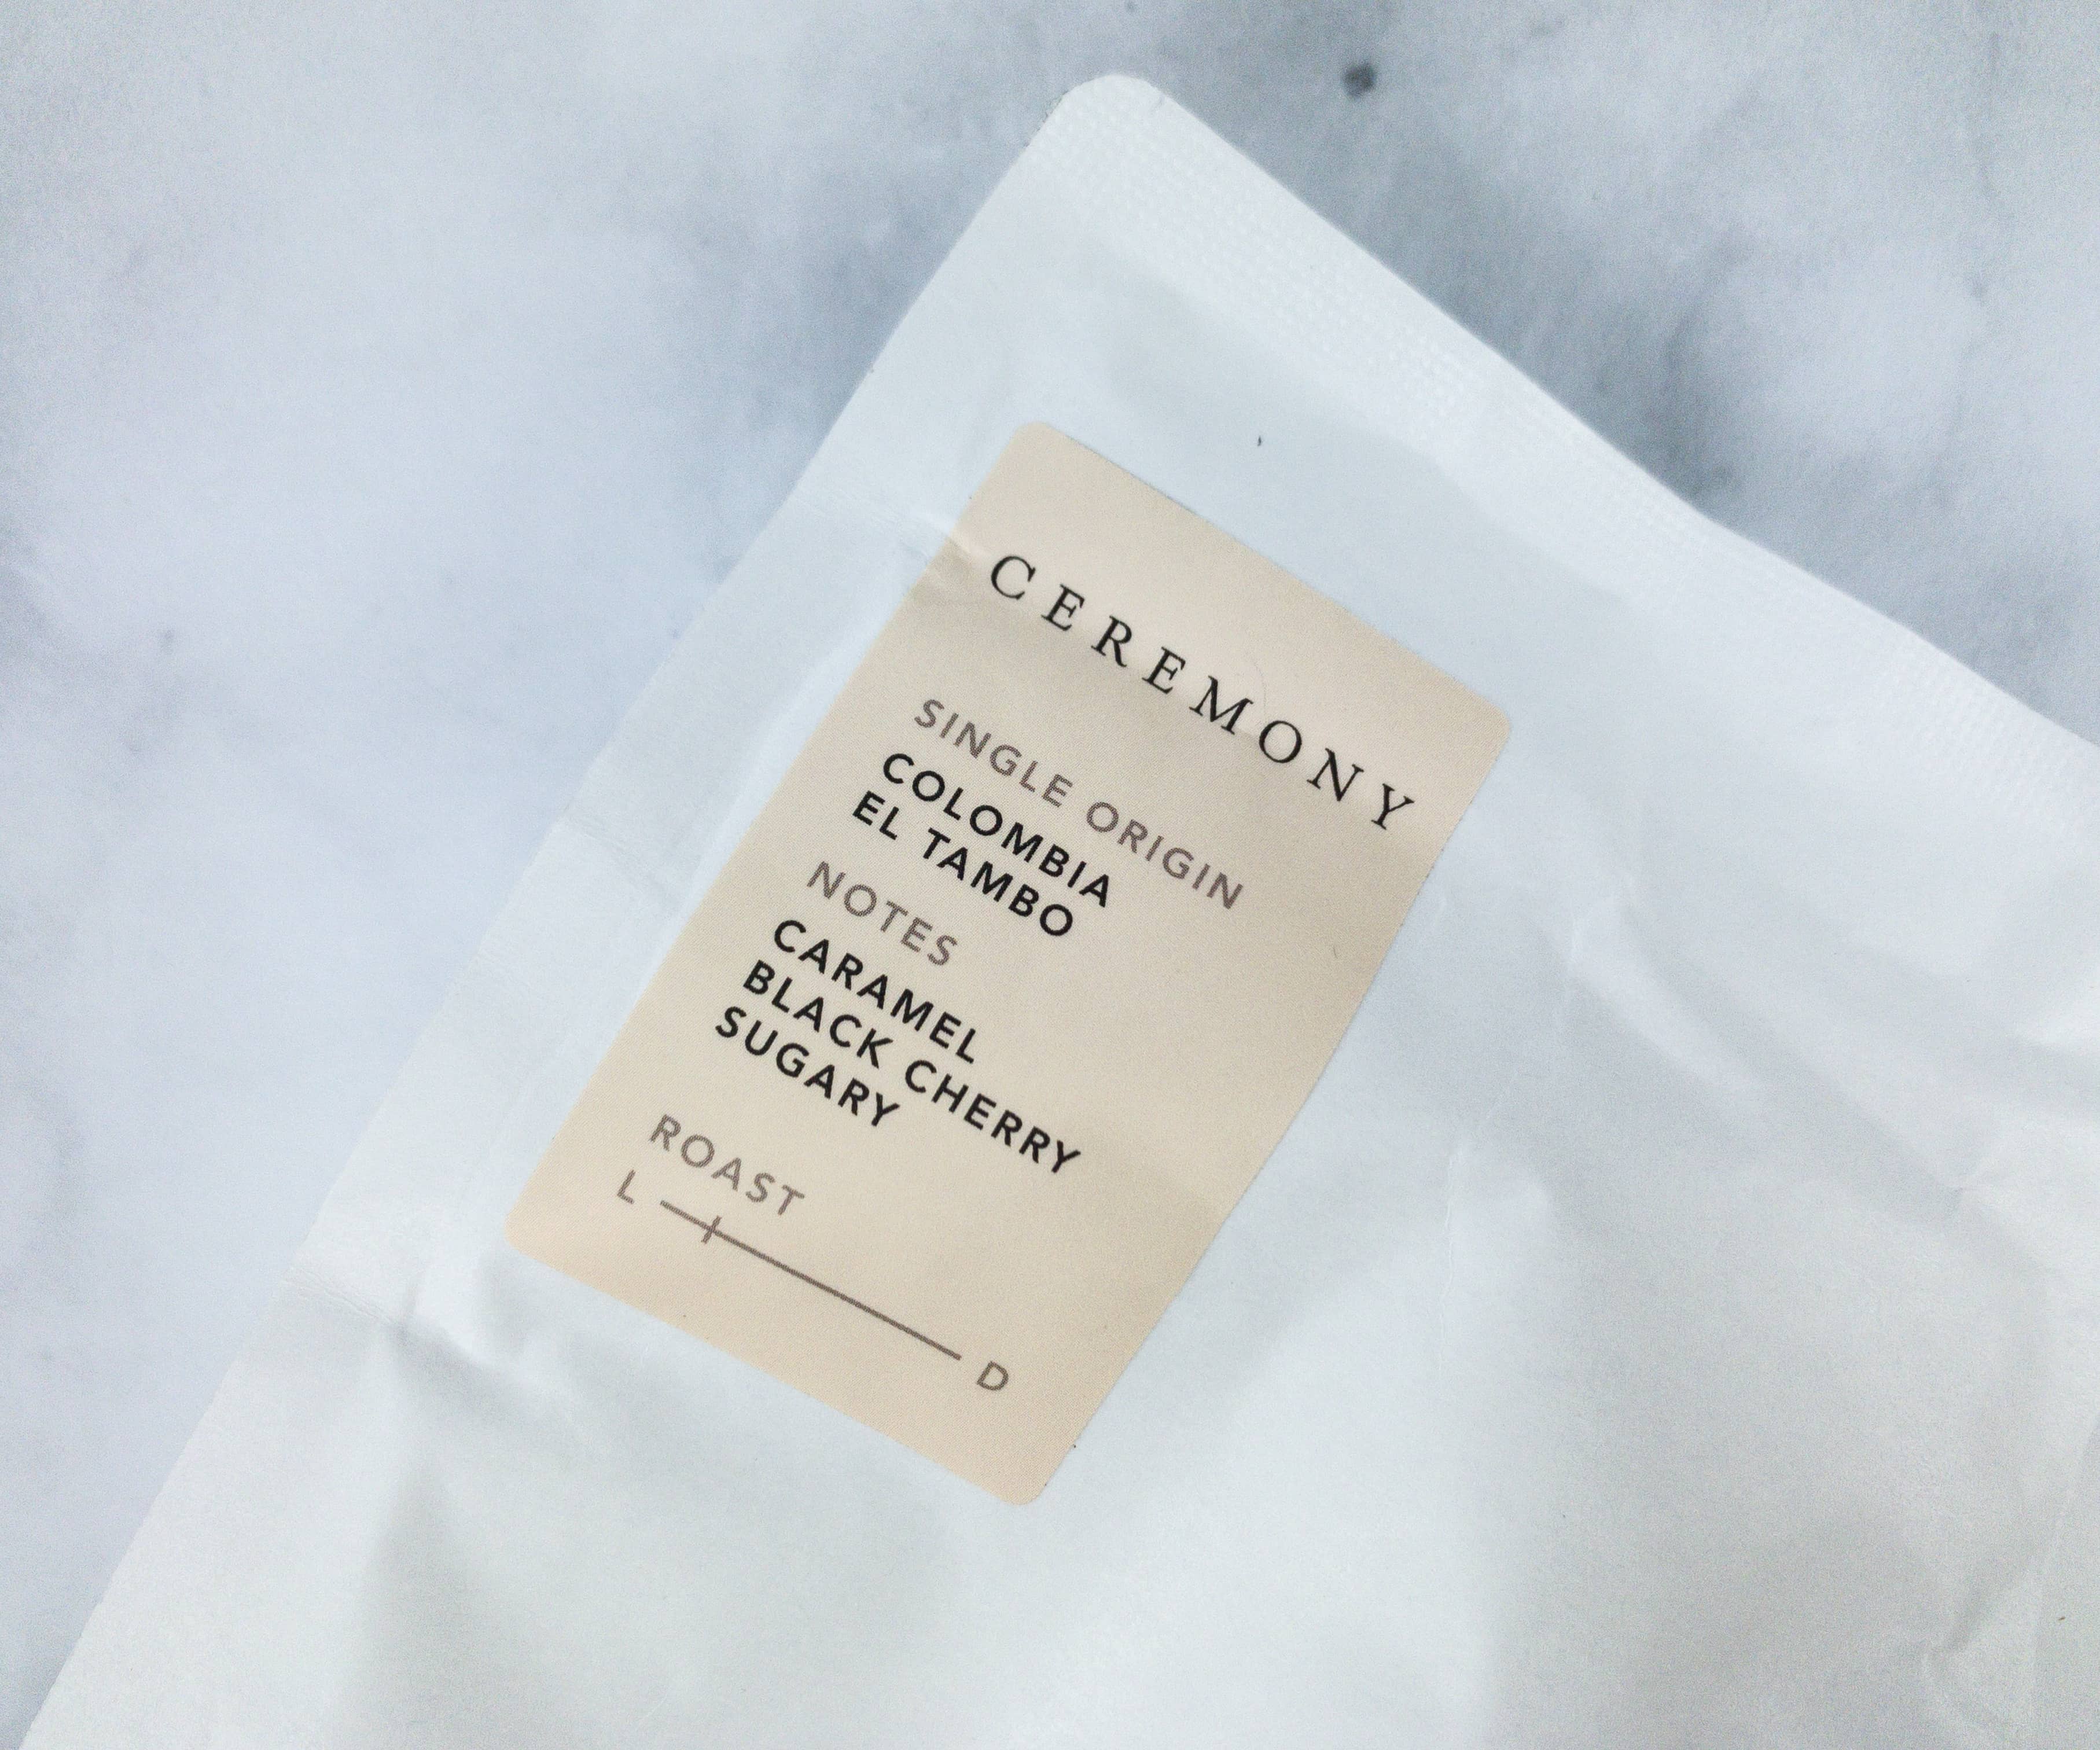 CEREMONY
SINGLE ORIGIN
COLOMBIA
EL TAMBO
NOTES
CARAMEL
BLACK CHERRY
SUGARY
ROAST
L D